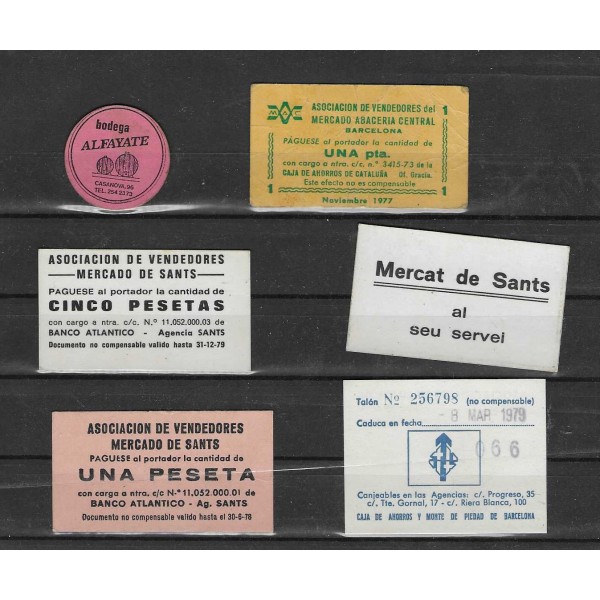 bodega
ALFAYATE
CASANOVA, 96
TEL. 254 23 73
MAC
1
ASOCIACION DE VENDEDORES del
MERCADO ABACERIA CENTRAL
BARCELONA
1
PÁGUESE al portador la cantidad de
UNA pta.
con cargo a ntra. c/c. n.º 3415-73 de la
CAJA DE AHORROS DE CATALUÑA Of. Gracia.
1
Este efecto no es compensable
1
Noviembre 1977
ASOCIACION DE VENDEDORES
MERCADO DE SANTS
PAGUESE al portador la cantidad de
CINCO PESETAS
con cargo a ntra. c/c. N.º 11,052.000.03 de
BANCO ATLANTICO - Agencia SANTS
Documento no compensable valido hasta 31-12-79
Mercat de Sants
al
seu servei
ASOCIACION DE VENDEDORES
MERCADO DE SANTS
PAGUESE al portador la cantidad de
UNA PESETA
con cargo a ntra, c/c N-º 11,052.000.01 de
BANCO ATLANTICO - Ag. SANTS
Documento no compensable valido hasta el 30-6-78
Talón Nº 256798 (no compensable)
- 8 MAR. 1979
Caduca en fecha
066
Canjeables en las Agencias: c/. Progreso, 35
c/. Tte. Gornal, 17 - c/. Riera Blanca, 100
CAJA DE AHORROS Y MONTE DE PIEDAD DE BARCELONA